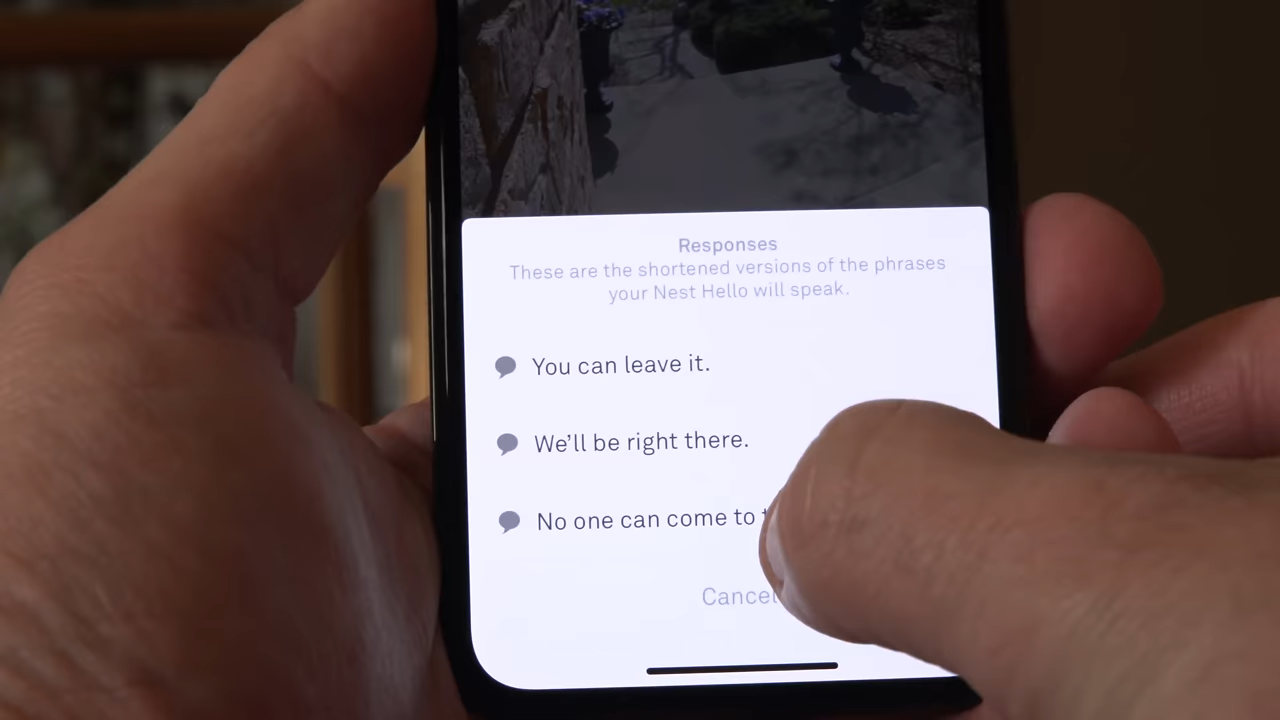 Responses
These are the shortened versions of the phrases
your Nest Hello will speak.
You can leave it.
We'll be right there.
No one can come to
Cancel